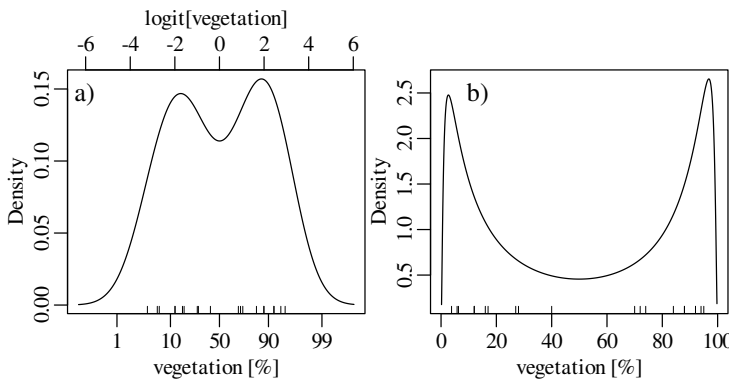 logit[vegetation]
-6 -4 -2 0 2 4 6
a)
Density
0.00 0.05 0.10 0.15
1 10 50 90 99
vegetation [%]
b)
Density
0.5 1.0 1.5 2.0 2.5
0 20 40 60 80 100
vegetation [%]